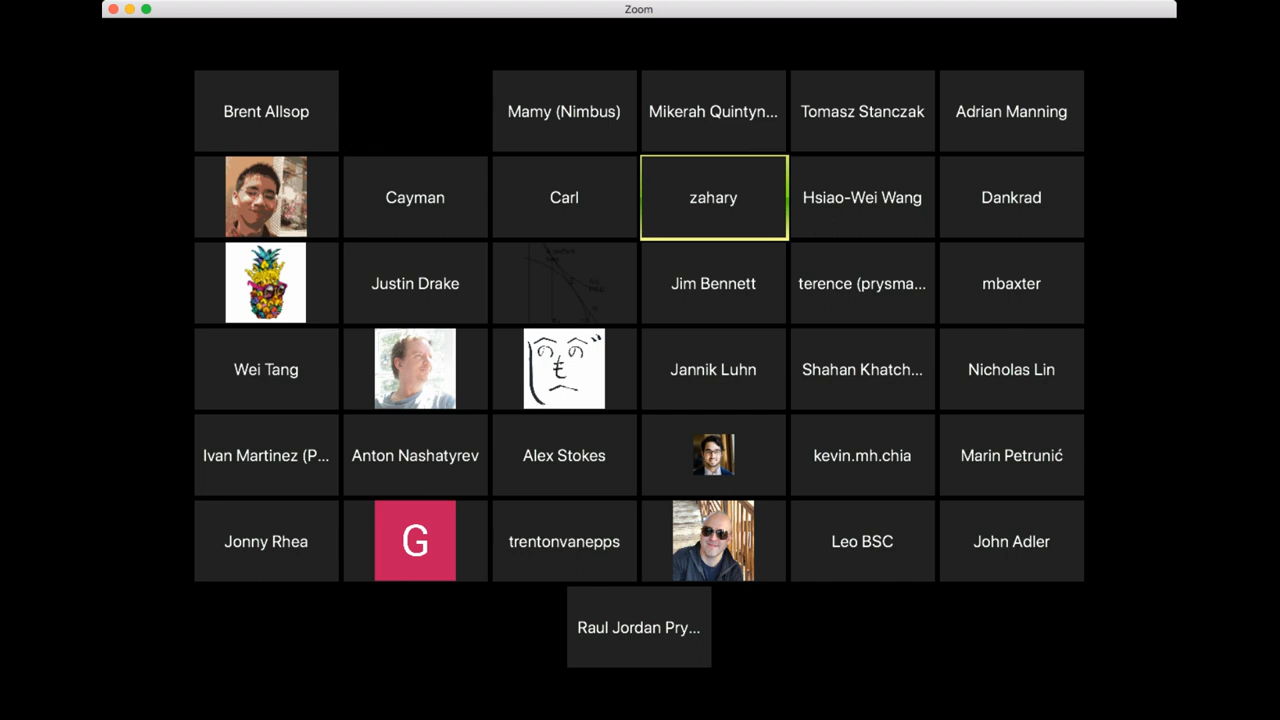 Zoom
Brent Allsop
Mamy (Nimbus)
Mikerah Quintyn...
Tomasz Stanczak
Adrian Manning
Cayman
Carl
zahary
Hsiao-Wei Wang
Dankrad
Justin Drake
Jim Bennett
terence (prysma...
mbaxter
Wei Tang
Jannik Luhn
Shahan Khatch...
Nicholas Lin
Ivan Martinez (P...
Anton Nashatyrev
Alex Stokes
kevin.mh.chia
Marin Petrunić
Jonny Rhea
G
trentonvanepps
Leo BSC
John Adler
Raul Jordan Pry...